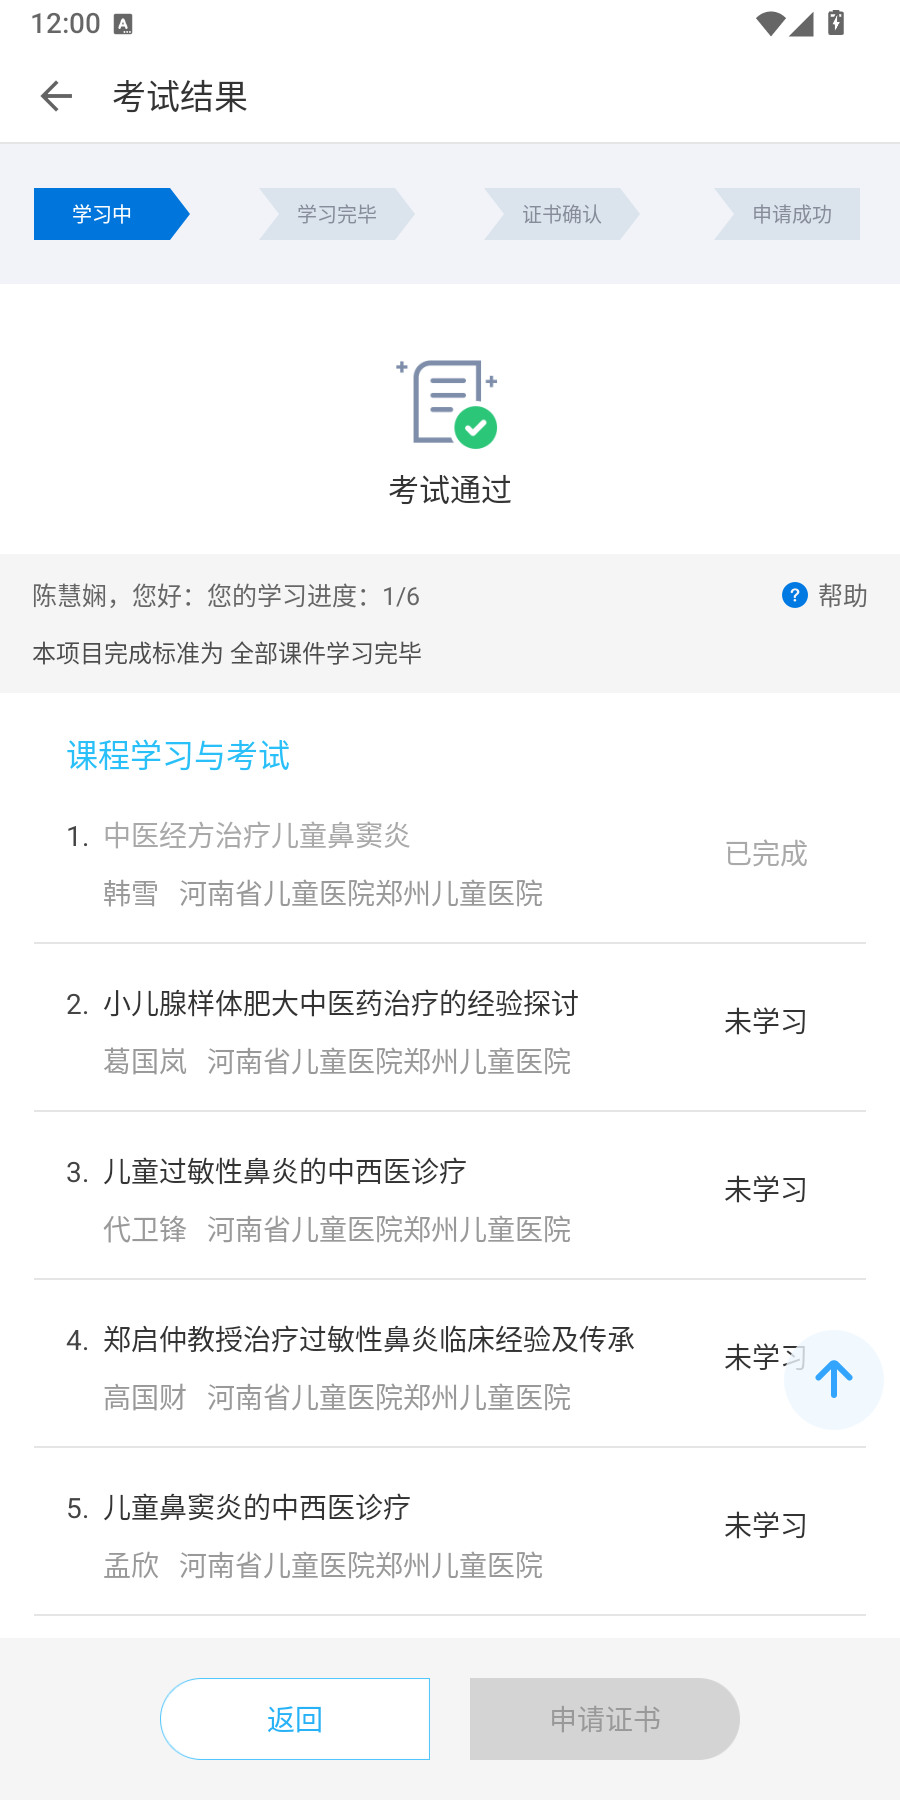 12:00
考试结果
学习中 学习完毕 证书确认 申请成功
考试通过
陈慧娴，您好：您的学习进度：1/6 ? 帮助
本项目完成标准为 全部课件学习完毕
课程学习与考试
1. 中医经方治疗儿童鼻窦炎
已完成
韩雪 河南省儿童医院郑州儿童医院
2. 小儿腺样体肥大中医药治疗的经验探讨
未学习
葛国岚 河南省儿童医院郑州儿童医院
3. 儿童过敏性鼻炎的中西医诊疗
未学习
代卫锋 河南省儿童医院郑州儿童医院
4. 郑启仲教授治疗过敏性鼻炎临床经验及传承
未学习
高国财 河南省儿童医院郑州儿童医院
5. 儿童鼻窦炎的中西医诊疗
未学习
孟欣 河南省儿童医院郑州儿童医院
返回 申请证书